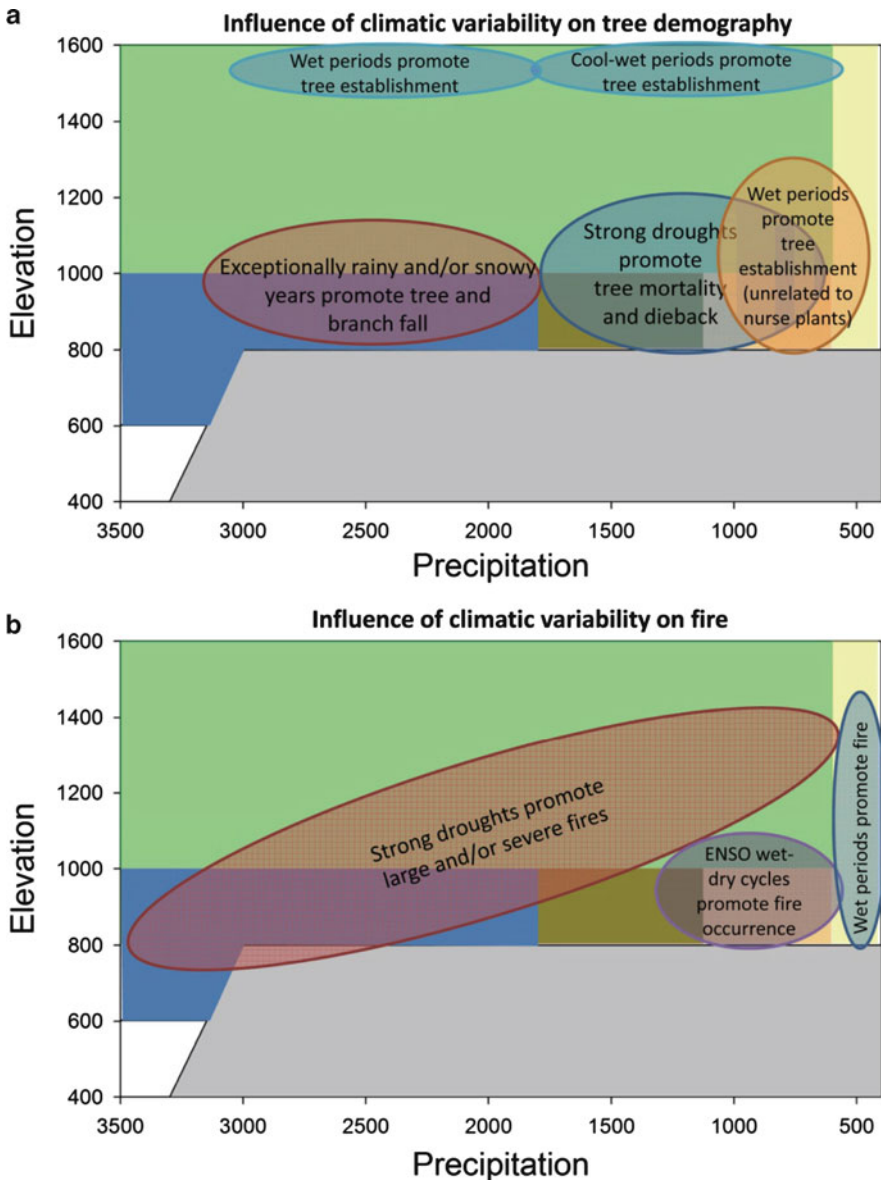 a
Influence of climatic variability on tree demography
1600
1400
1200
1000
800
600
400
Elevation
Wet periods promote
tree establishment
Cool-wet periods promote
tree establishment
Exceptionally rainy and/or snowy
years promote tree and
branch fall
Strong droughts
promote
tree mortality
and dieback
Wet periods
promote
tree
establishment
(unrelated to
nurse plants)
3500
3000
2500
2000
1500
1000
500
Precipitation
b
Influence of climatic variability on fire
1600
1400
1200
1000
800
600
400
Elevation
Strong droughts promote
large and/or severe fires
ENSO wet-
dry cycles
promote fire
occurrence
Wet periods promote fire
3500
3000
2500
2000
1500
1000
500
Precipitation